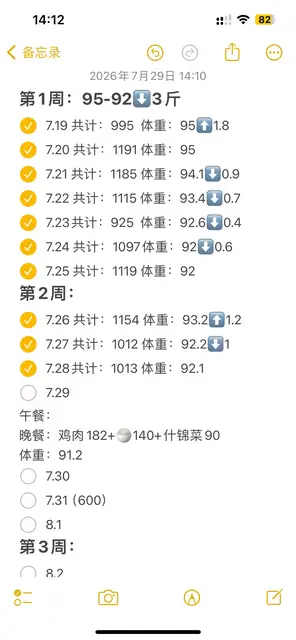 14:12
82
备忘录
2026年7月29日 14:10
第1周：95-92⬇️3斤
7.19 共计：995 体重：95⬆️1.8
7.20 共计：1191 体重：95
7.21 共计：1185 体重：94.1⬇️0.9
7.22 共计：1115 体重：93.4⬇️0.7
7.23共计：925 体重：92.6⬇️0.4
7.24 共计：1097体重：92⬇️0.6
7.25 共计：1119 体重：92
第2周：
7.26 共计：1154 体重：93.2⬆️1.2
7.27 共计：1012 体重：92.2⬇️1
7.28共计：1013 体重：92.1
7.29
午餐：
晚餐：鸡肉182+🍚140+什锦菜90
体重：91.2
7.30
7.31（600）
8.1
第3周：
8.2